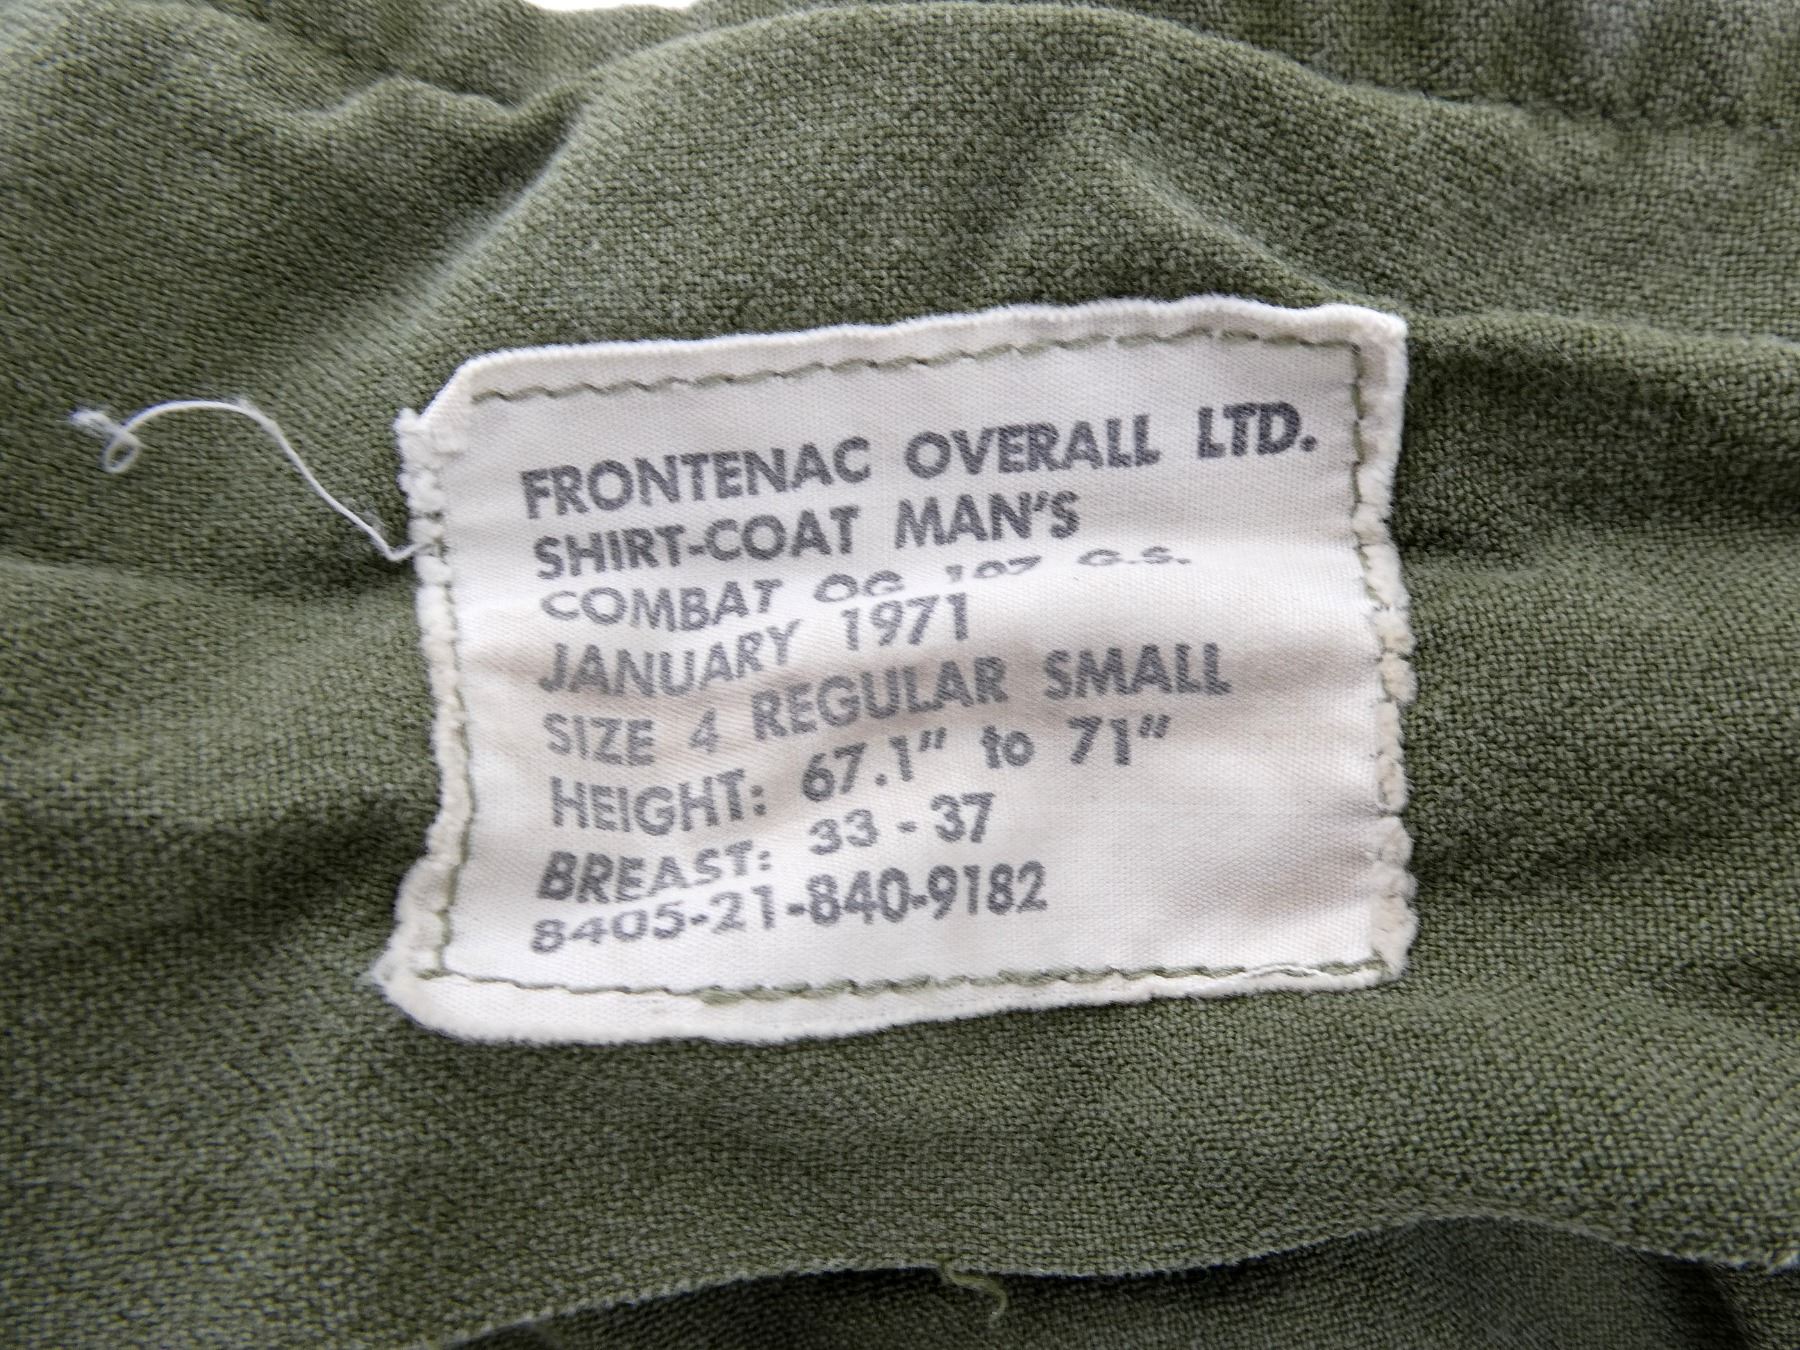 FRONTENAC OVERALL LTD.
SHIRT-COAT MAN'S
COMBAT OG 107 G.S.
JANUARY 1971
SIZE 4 REGULAR SMALL
HEIGHT: 67.1" to 71"
BREAST: 33 - 37
8405-21-840-9182